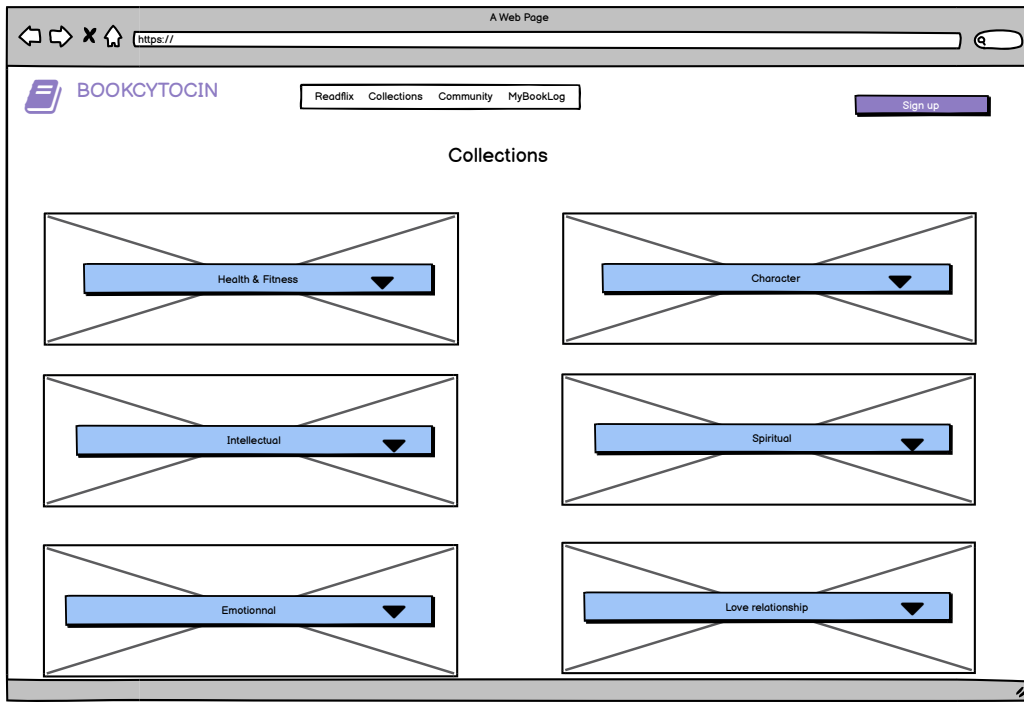 A Web Page
https://
BOOKCYTOCIN
Readflix Collections Community MyBookLog
Sign up
Collections
Health & Fitness
Character
Intellectual
Spiritual
Emotionnal
Love relationship